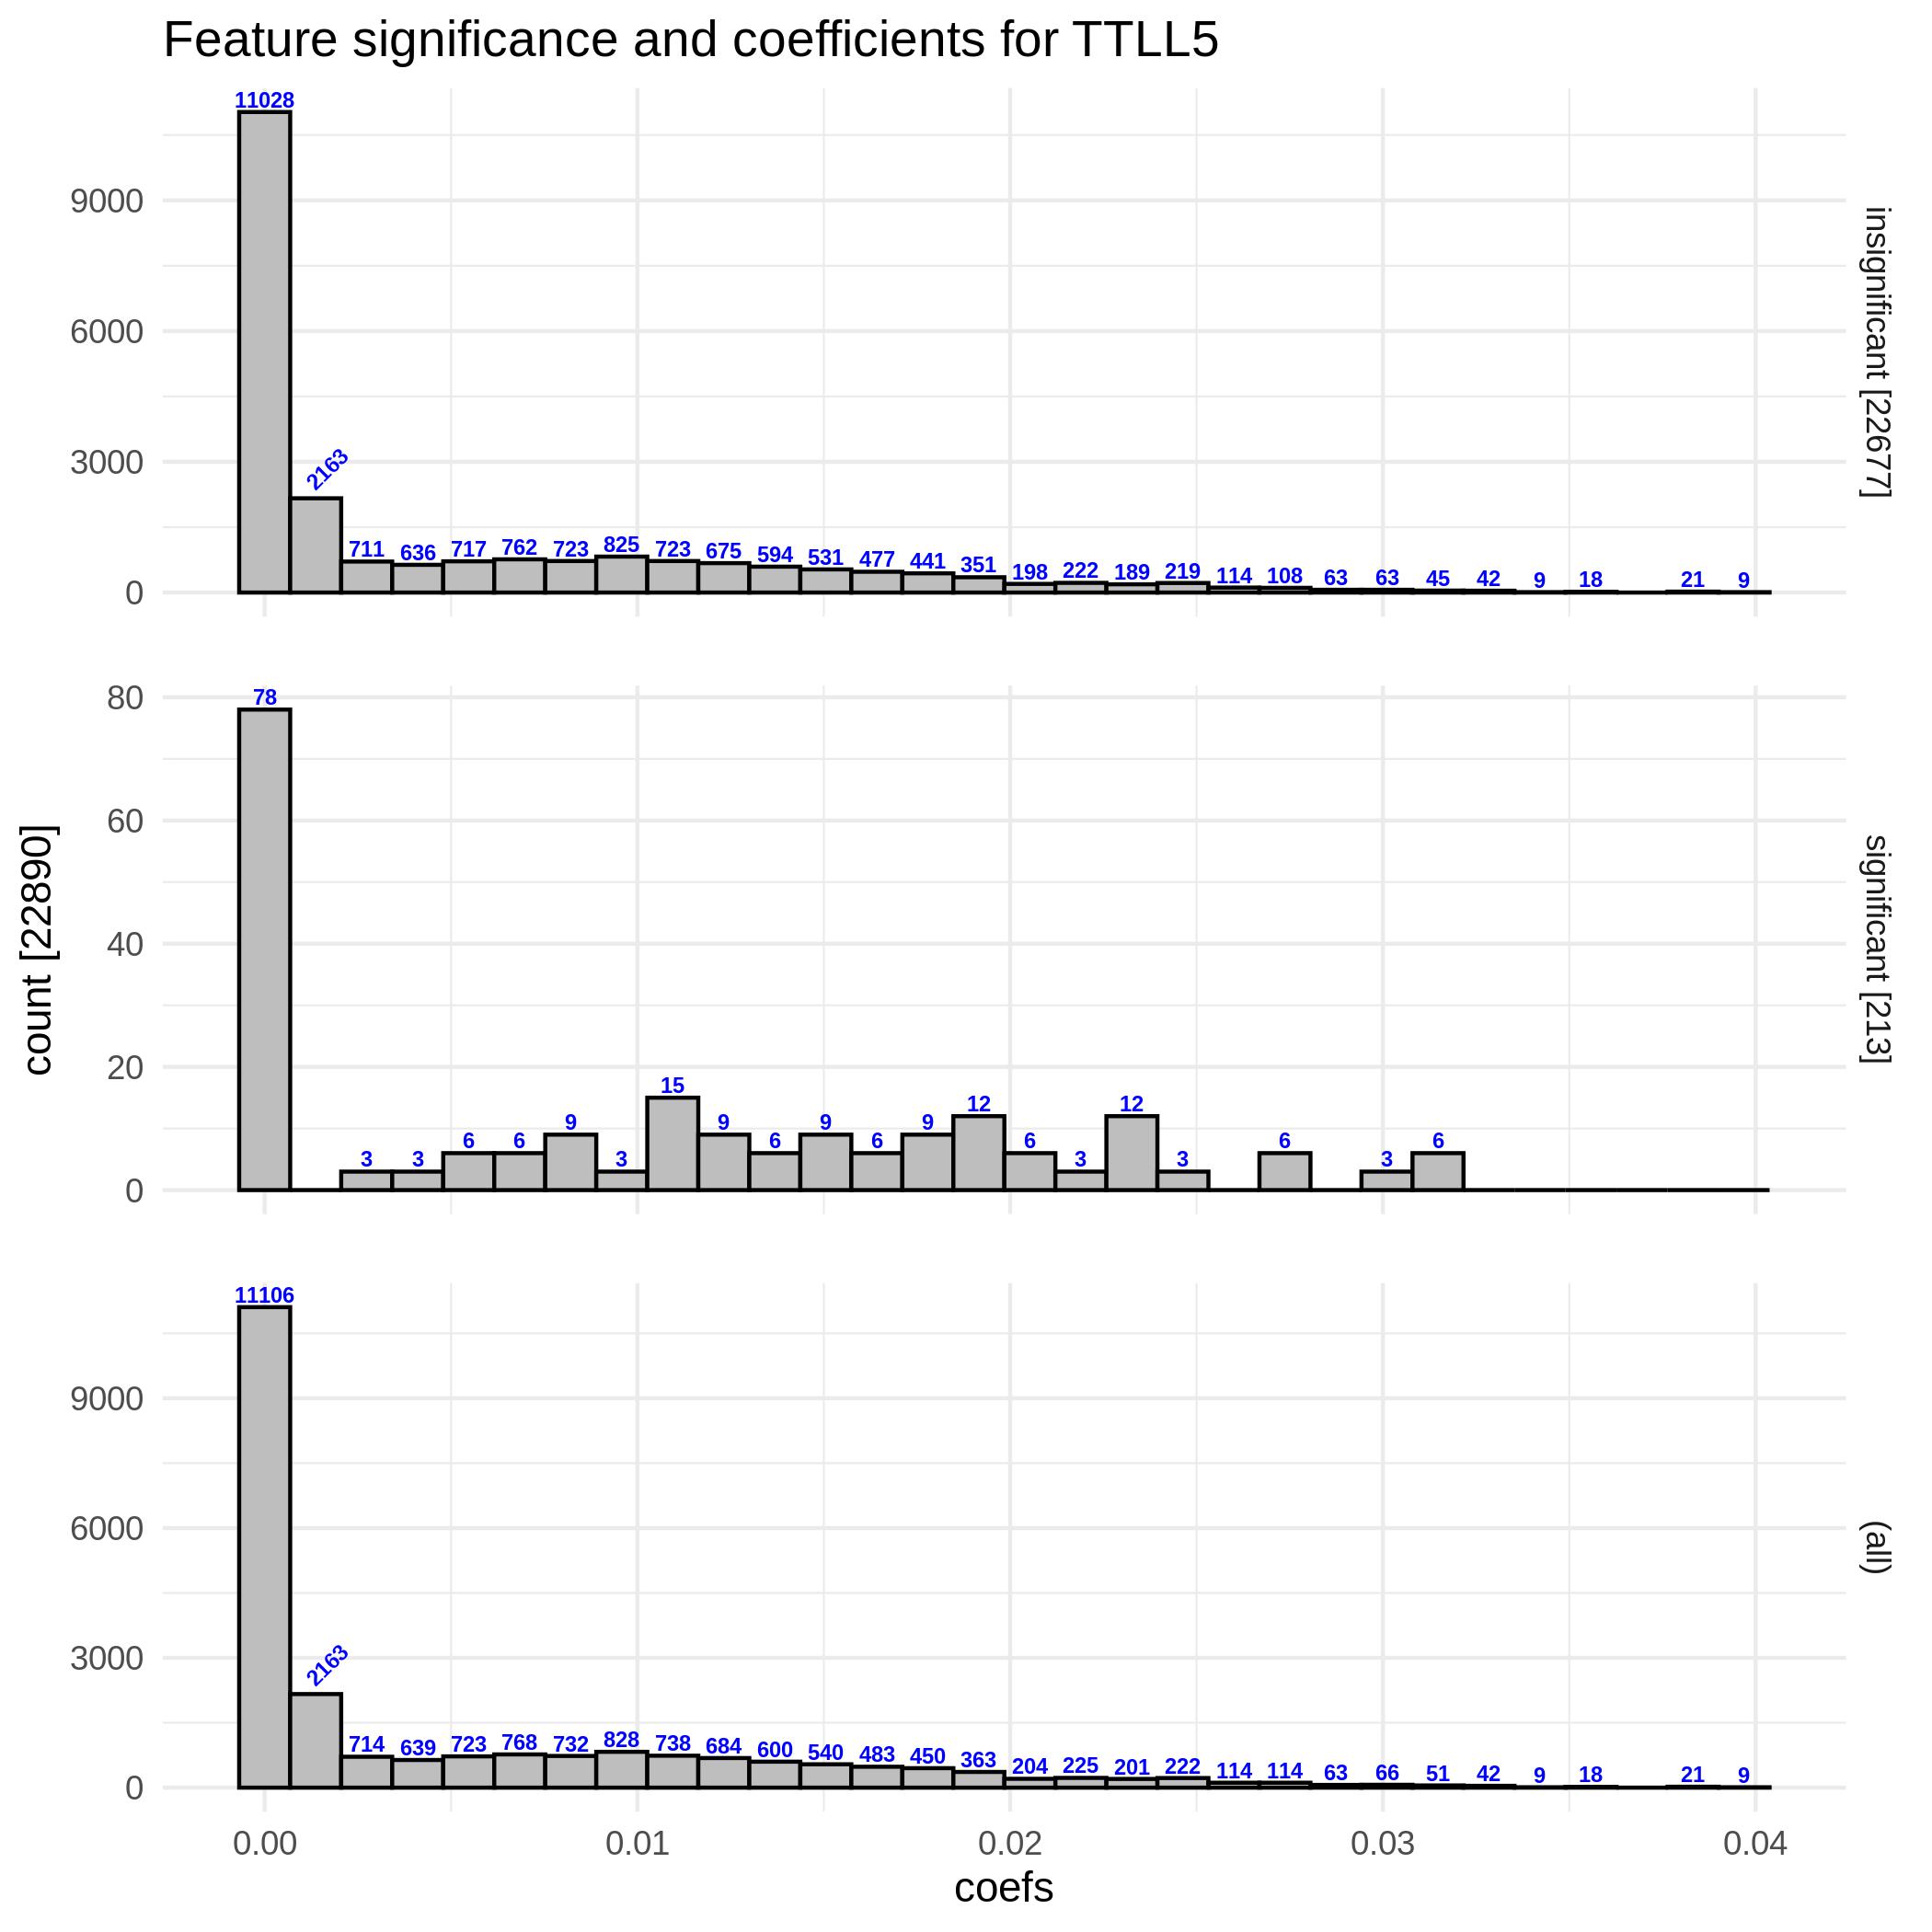 Feature significance and coefficients for TTLL5
11028
9000
6000
3000
0
2163
711 636 717 762 723 825 723 675 594 531 477 441 351 198 222 189 219 114 108 63 63 45 42 9 18 21 9
insignificant [22677]
80
60
40
20
0
78
3 3 6 6 9 3 15 9 6 9 6 9 12 6 3 12 3 6 3 6
significant [213]
count [22890]
11106
9000
6000
3000
0
2163
714 639 723 768 732 828 738 684 600 540 483 450 363 204 225 201 222 114 114 63 66 51 42 9 18 21 9
(all)
0.00 0.01 0.02 0.03 0.04
coefs